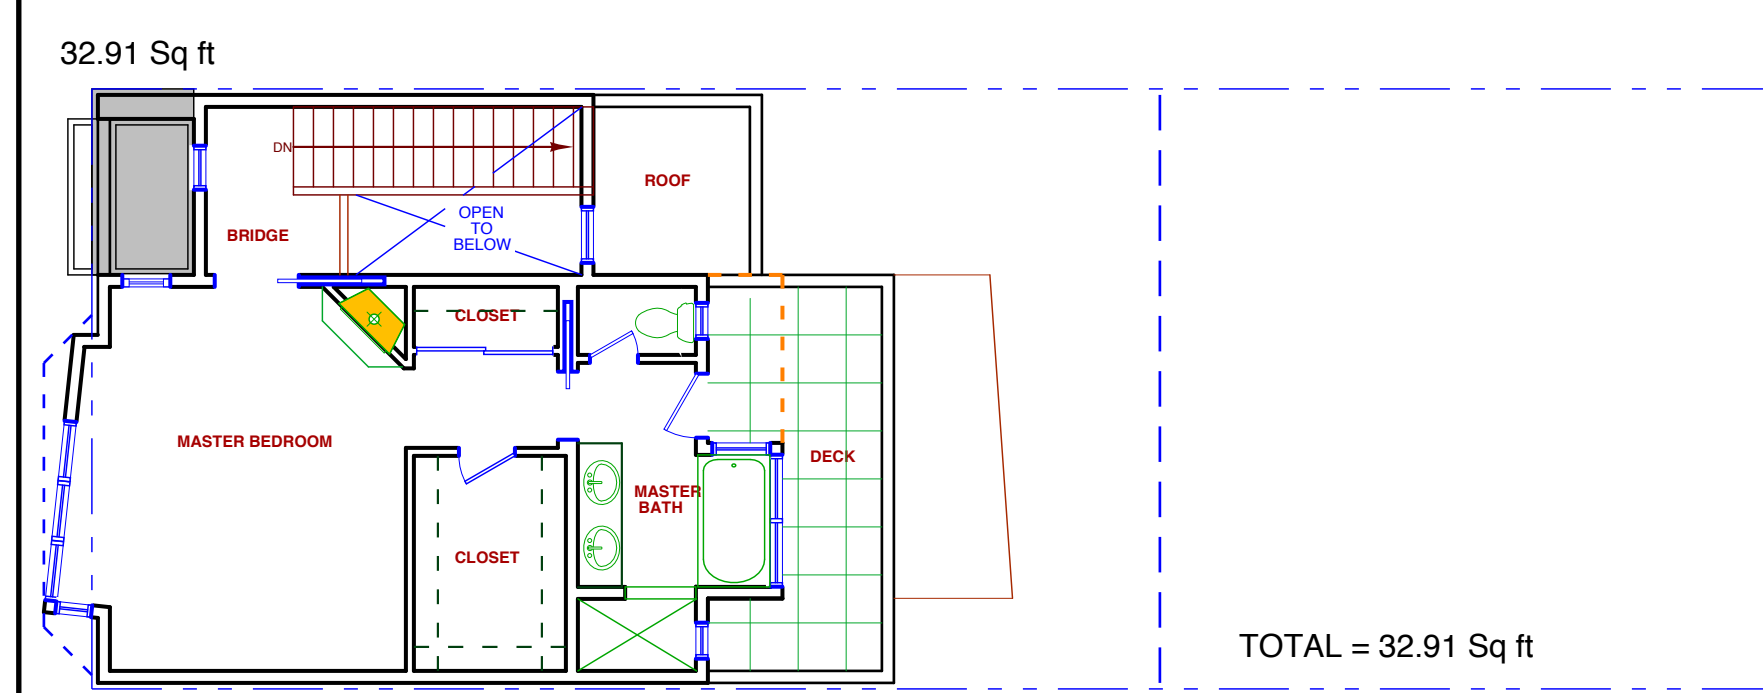 32.91 Sq ft
DN
ROOF
OPEN
TO
BELOW
BRIDGE
CLOSET
MASTER BEDROOM
DECK
MASTER
BATH
CLOSET
TOTAL = 32.91 Sq ft